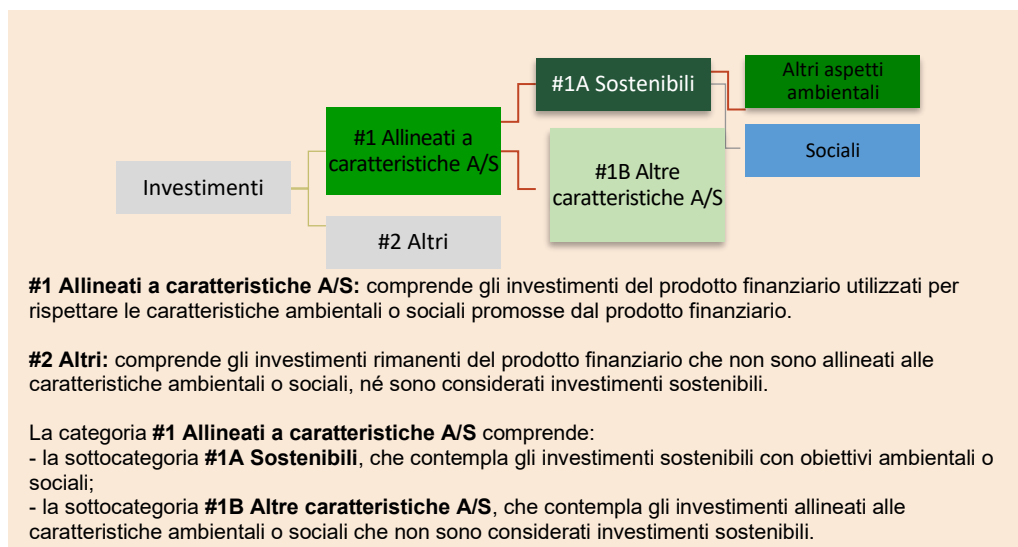 #1A Sostenibili
Altri aspetti
ambientali
#1 Allineati a
caratteristiche A/S
Sociali
#1B Altre
caratteristiche A/S
Investimenti
#2 Altri
#1 Allineati a caratteristiche A/S: comprende gli investimenti del prodotto finanziario utilizzati per
rispettare le caratteristiche ambientali o sociali promosse dal prodotto finanziario.
#2 Altri: comprende gli investimenti rimanenti del prodotto finanziario che non sono allineati alle
caratteristiche ambientali o sociali, né sono considerati investimenti sostenibili.
La categoria #1 Allineati a caratteristiche A/S comprende:
- la sottocategoria #1A Sostenibili, che contempla gli investimenti sostenibili con obiettivi ambientali o
sociali;
- la sottocategoria #1B Altre caratteristiche A/S, che contempla gli investimenti allineati alle
caratteristiche ambientali o sociali che non sono considerati investimenti sostenibili.